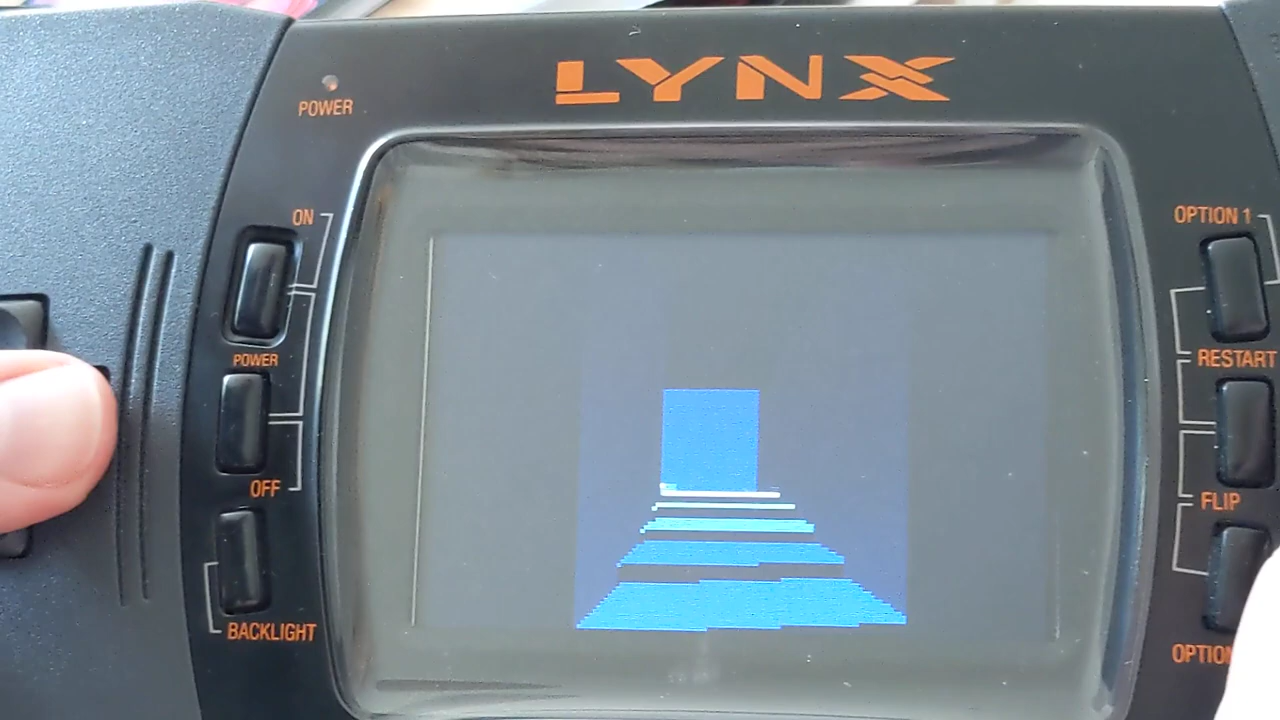 LYNX
POWER
ON
POWER
OFF
BACKLIGHT
OPTION 1
RESTART
FLIP
OPTION